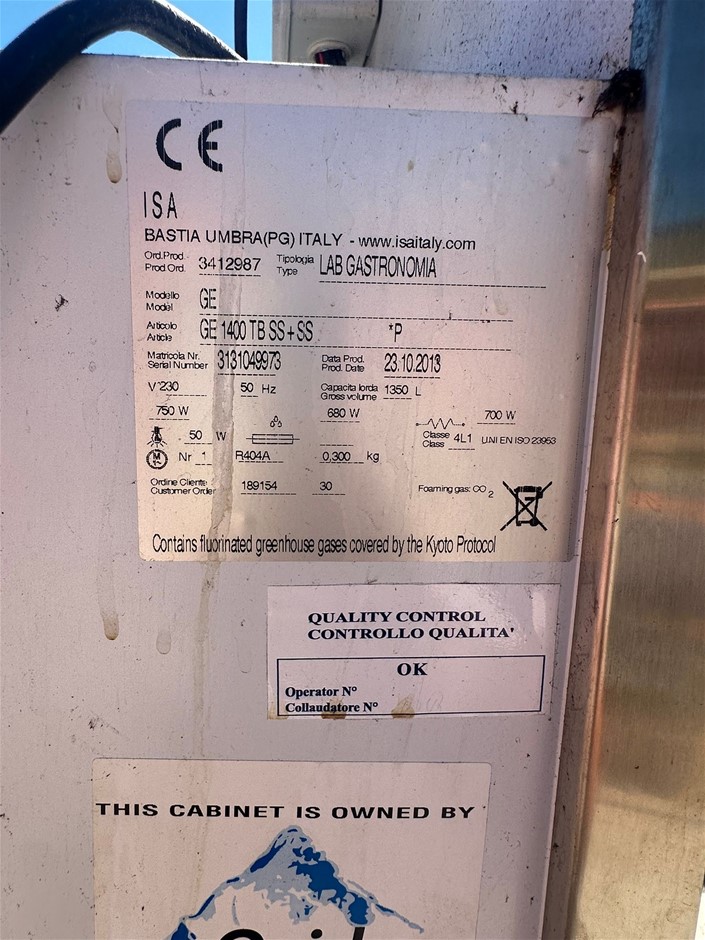 CE
ISA
BASTIA UMBRA(PG) ITALY - www.isaitaly.com
Ord.Prod. Prod.Ord. 3412987 Tipologia Type LAB GASTRONOMIA
Modello Model GE
Articolo Article GE 1400 TB SS+SS *P
Matricola Nr. Serial Number 3131049973 Data Prod. Prod. Date 23.10.2013
V~230 50 Hz Capacita lorda Gross volume 1350 L
750 W 680 W 700 W
50 W Classe Class 4L1 UNI EN ISO 23953
M 1~ Nr 1 R404A 0,300 kg
Ordine Cliente Customer Order 189154 30 Foaming gas: CO2
Contains fluorinated greenhouse gases covered by the Kyoto Protocol
QUALITY CONTROL
CONTROLLO QUALITA'
OK
Operator N°
Collaudatore N°
THIS CABINET IS OWNED BY